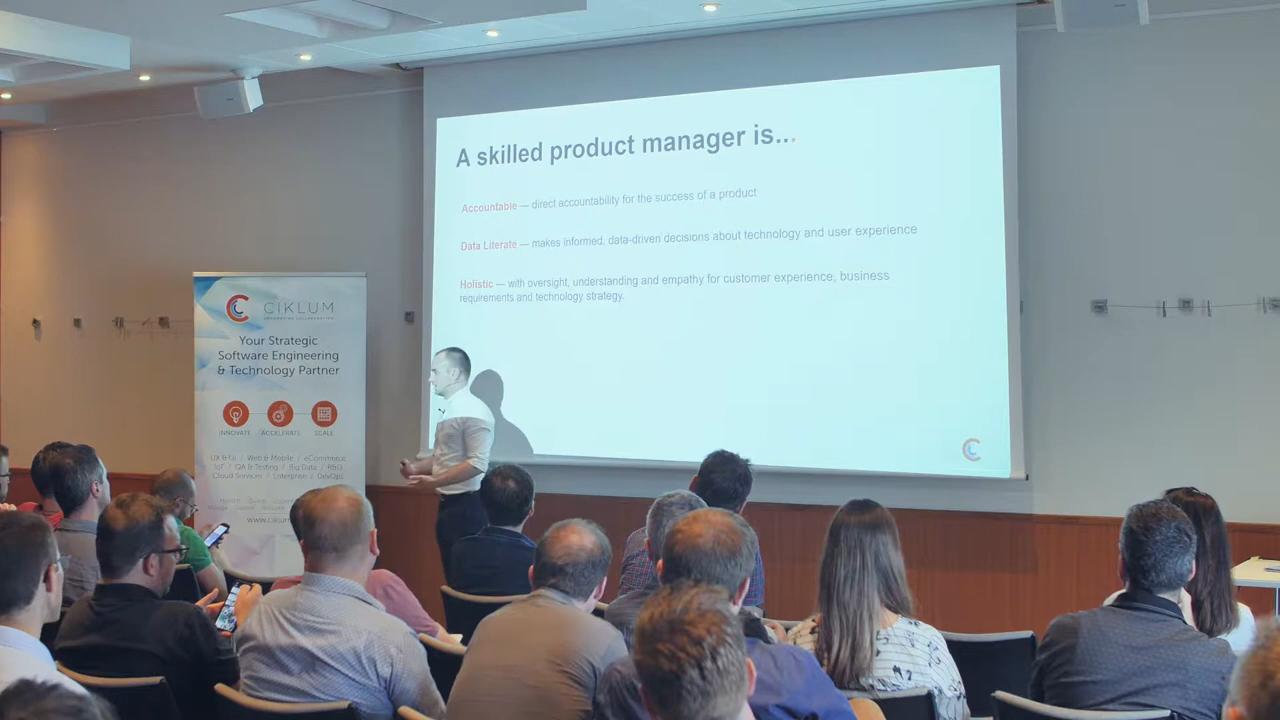 A skilled product manager is...
Accountable — direct accountability for the success of a product
Data Literate — makes informed, data-driven decisions about technology and user experience
Holistic — with oversight, understanding and empathy for customer experience, business
requirements and technology strategy.
CIKLUM
Your Strategic
Software Engineering
& Technology Partner
INNOVATE ACCELERATE SCALE
UX & UI / Web & Mobile / eCommerce
IoT / QA & Testing / Big Data / R&D
Cloud Services / Enterprise / DevOps